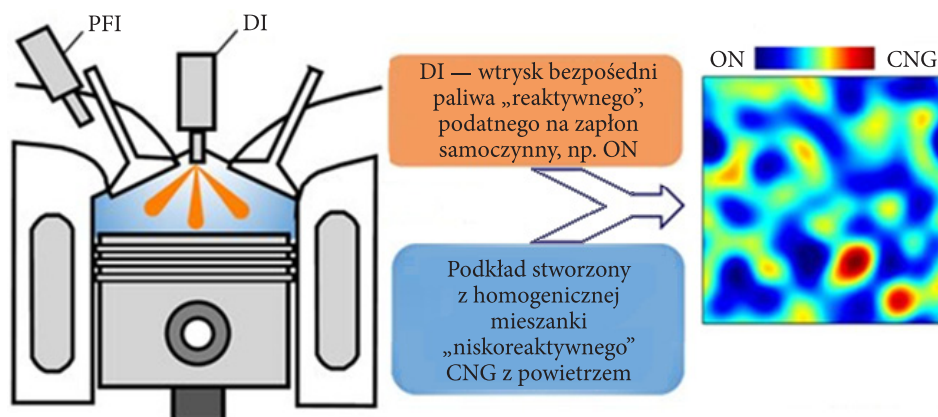 PFI
DI
DI — wtrysk bezpośedni
paliwa „reaktywnego”,
podatnego na zapłon
samoczynny, np. ON
ON
CNG
Podkład stworzony
z homogenicznej
mieszanki
„niskoreaktywnego”
CNG z powietrzem